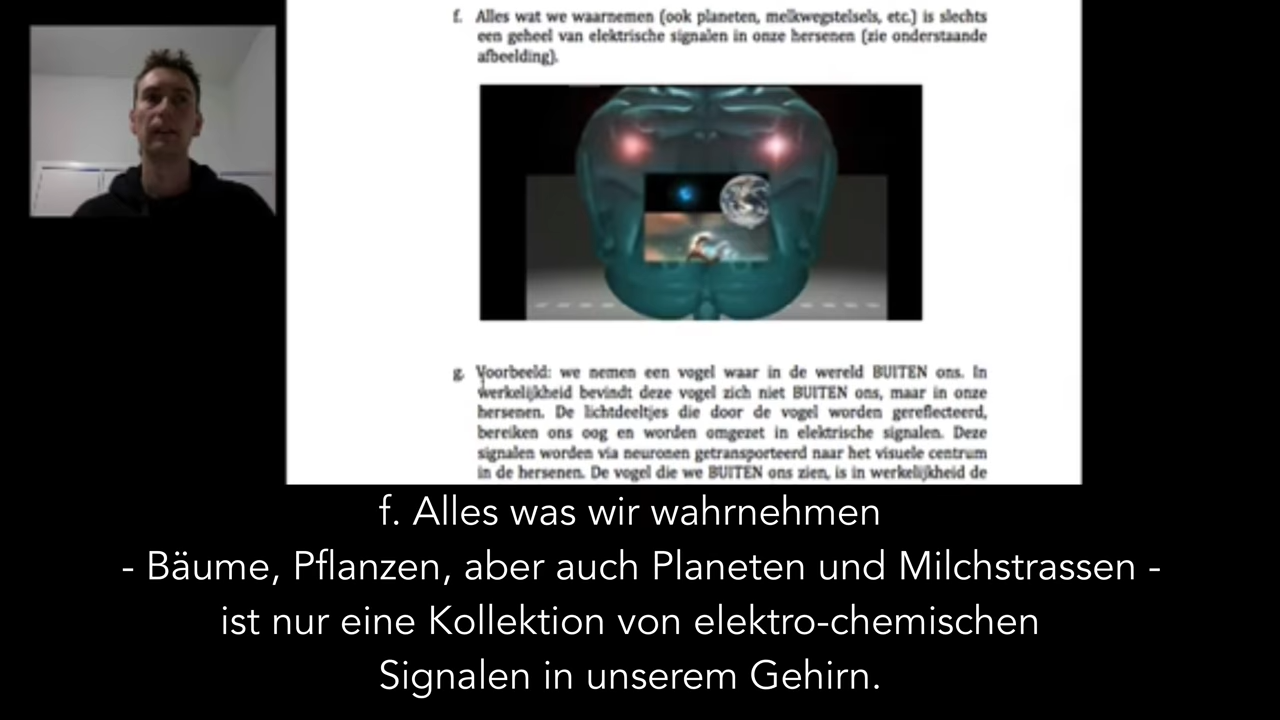 f. Alles wat we waarnemen (ook planeten, melkwegstelsels, etc.) is slechts
een geheel van elektrische signalen in onze hersenen (zie onderstaande
afbeelding).
g. Voorbeeld: we nemen een vogel waar in de wereld BUITEN ons. In
werkelijkheid bevindt deze vogel zich niet BUITEN ons, maar in onze
hersenen. De lichtdeeltjes die door de vogel worden gereflecteerd,
bereiken ons oog en worden omgezet in elektrische signalen. Deze
signalen worden via neuronen getransporteerd naar het visuele centrum
in de hersenen. De vogel die we BUITEN ons zien, is in werkelijkheid de
f. Alles was wir wahrnehmen
- Bäume, Pflanzen, aber auch Planeten und Milchstrassen -
ist nur eine Kollektion von elektro-chemischen
Signalen in unserem Gehirn.